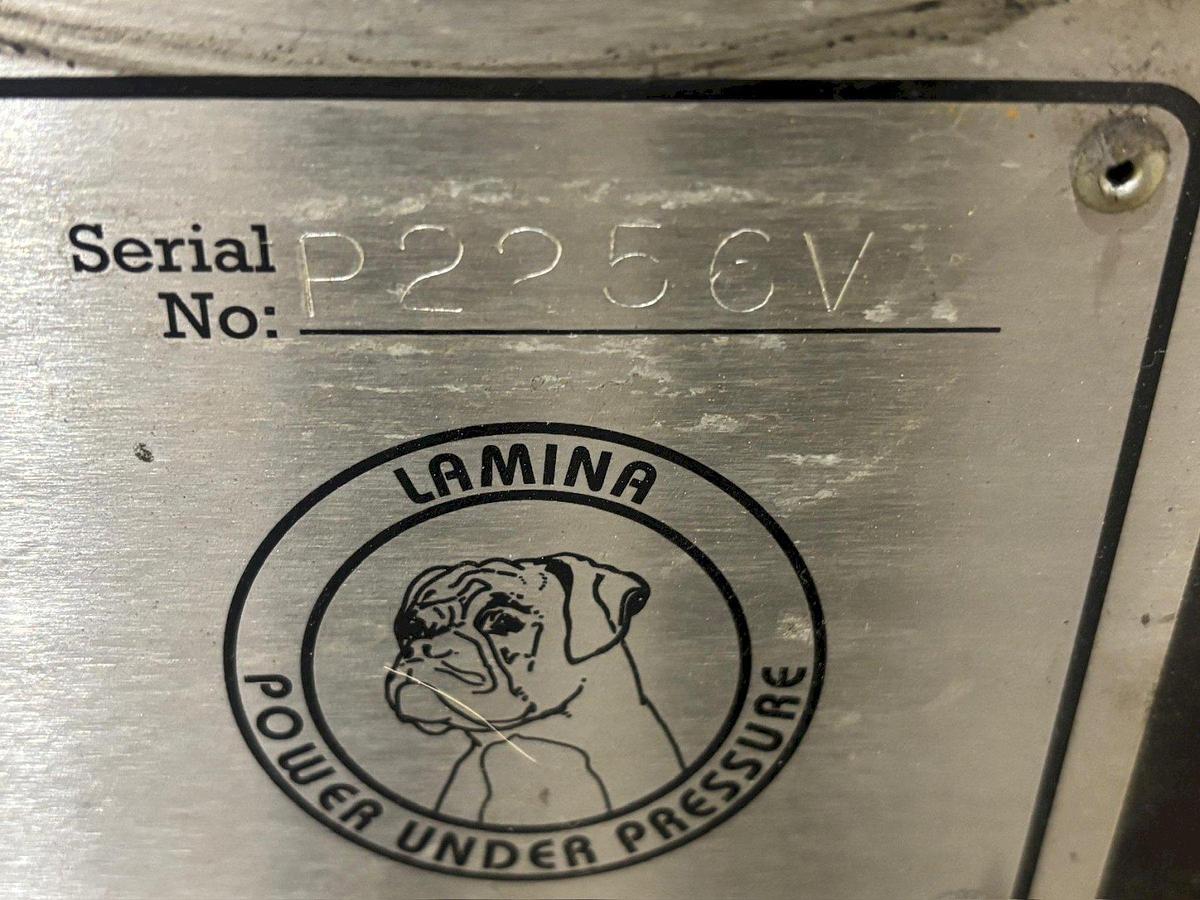 Serial
No: P2256V
LAMINA
POWER UNDER PRESSURE